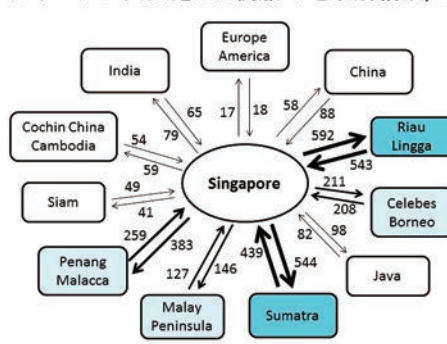 Europe
America
India
China
65
17
18
58
88
79
592
Riau
Lingga
Cochin China
Cambodia
54
59
543
Singapore
211
Celebes
Borneo
Siam
49
41
208
259
383
82
98
Penang
Malacca
439
544
Java
127
146
Malay
Peninsula
Sumatra